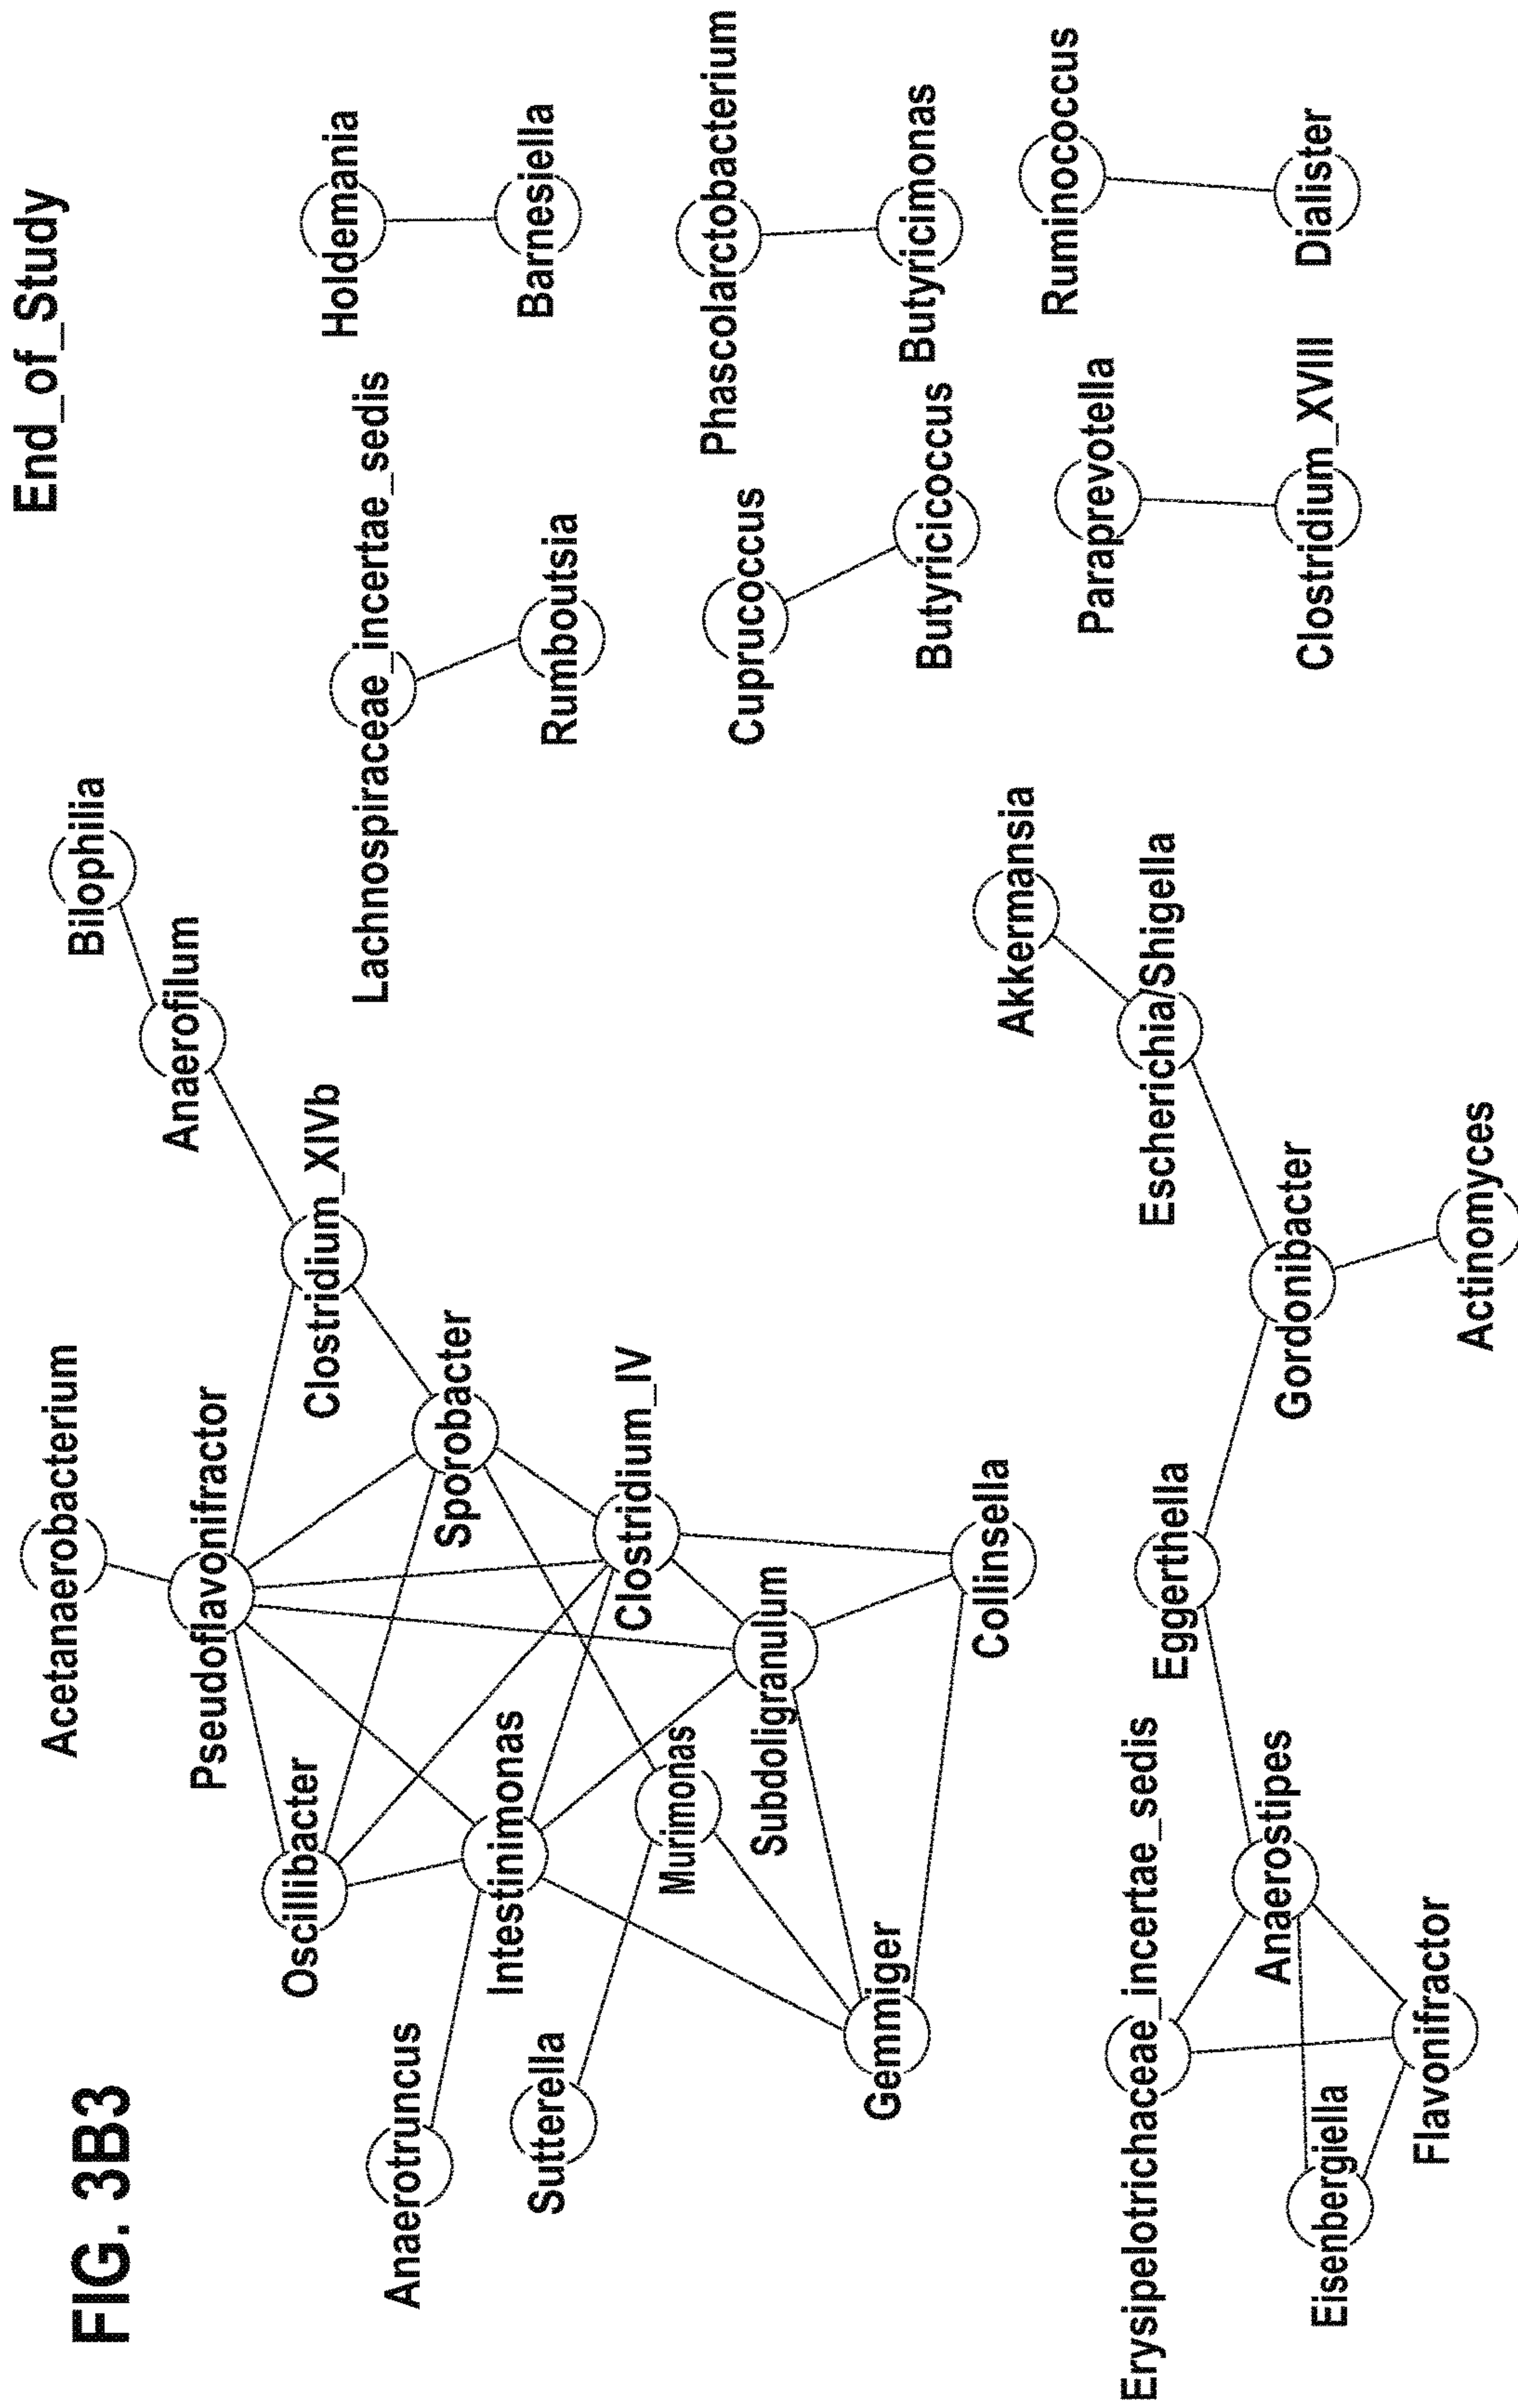 FIG. 3B3
End_of_Study
Acetanaerobacterium
Bilophilia
Pseudoflavonifractor
Anaerofilum
Oscillibacter
Clostridium_XIVb
Holdemania
Anaerotruncus
Lachnospiraceae_incertae_sedis
Sporobacter
Intestinimonas
Barnesiella
Sutterella
Rumboutsia
Clostridium_IV
Murimonas
Phascolarctobacterium
Cuprucoccus
Subdoligranulum
Gemmiger
Butyricimonas
Butyricicoccus
Collinsella
Akkermansia
Ruminococcus
Paraprevotella
Erysipelotrichaceae_incertae_sedis
Eggerthella
Escherichia/Shigella
Anaerostipes
Gordonibacter
Dialister
Clostridium_XVIII
Eisenbergiella
Flavonifractor
Actinomyces